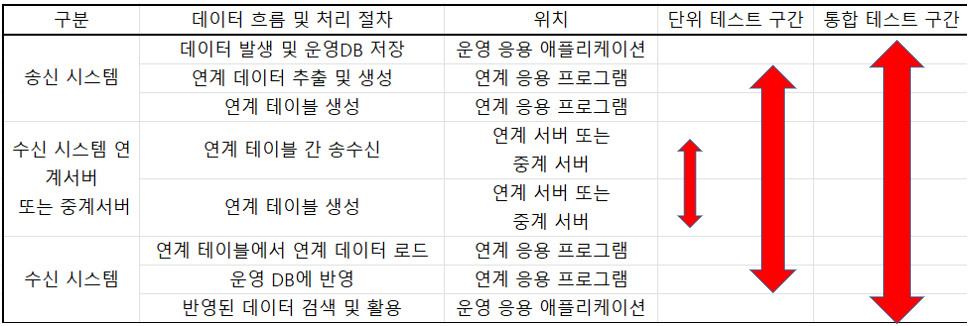 구분 데이터 흐름 및 처리 절차 위치 단위 테스트 구간 통합 테스트 구간
송신 시스템
데이터 발생 및 운영DB 저장 운영 응용 애플리케이션
연계 데이터 추출 및 생성 연계 응용 프로그램
연계 테이블 생성 연계 응용 프로그램
수신 시스템 연
계서버
또는 중계서버
연계 테이블 간 송수신
연계 서버 또는
중계 서버
연계 테이블 생성
연계 서버 또는
중계 서버
수신 시스템
연계 테이블에서 연계 데이터 로드 연계 응용 프로그램
운영 DB에 반영 연계 응용 프로그램
반영된 데이터 검색 및 활용 운영 응용 애플리케이션